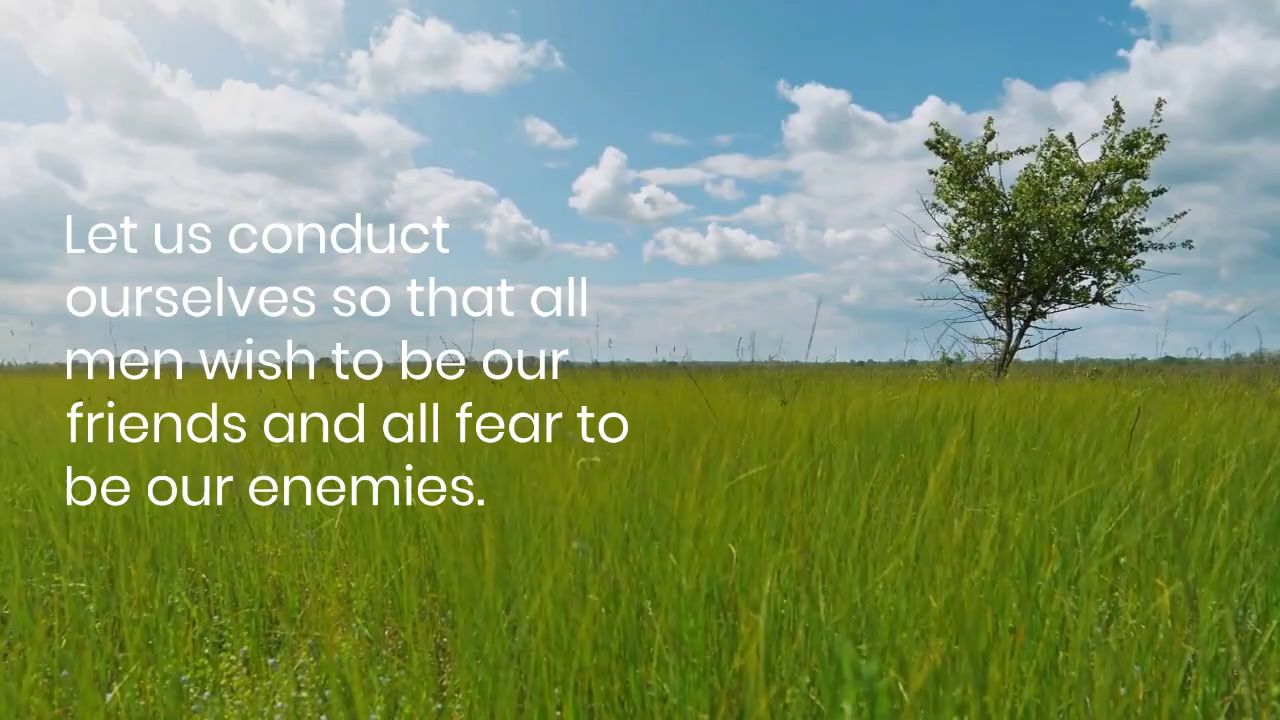 Let us conduct
ourselves so that all
men wish to be our
friends and all fear to
be our enemies.